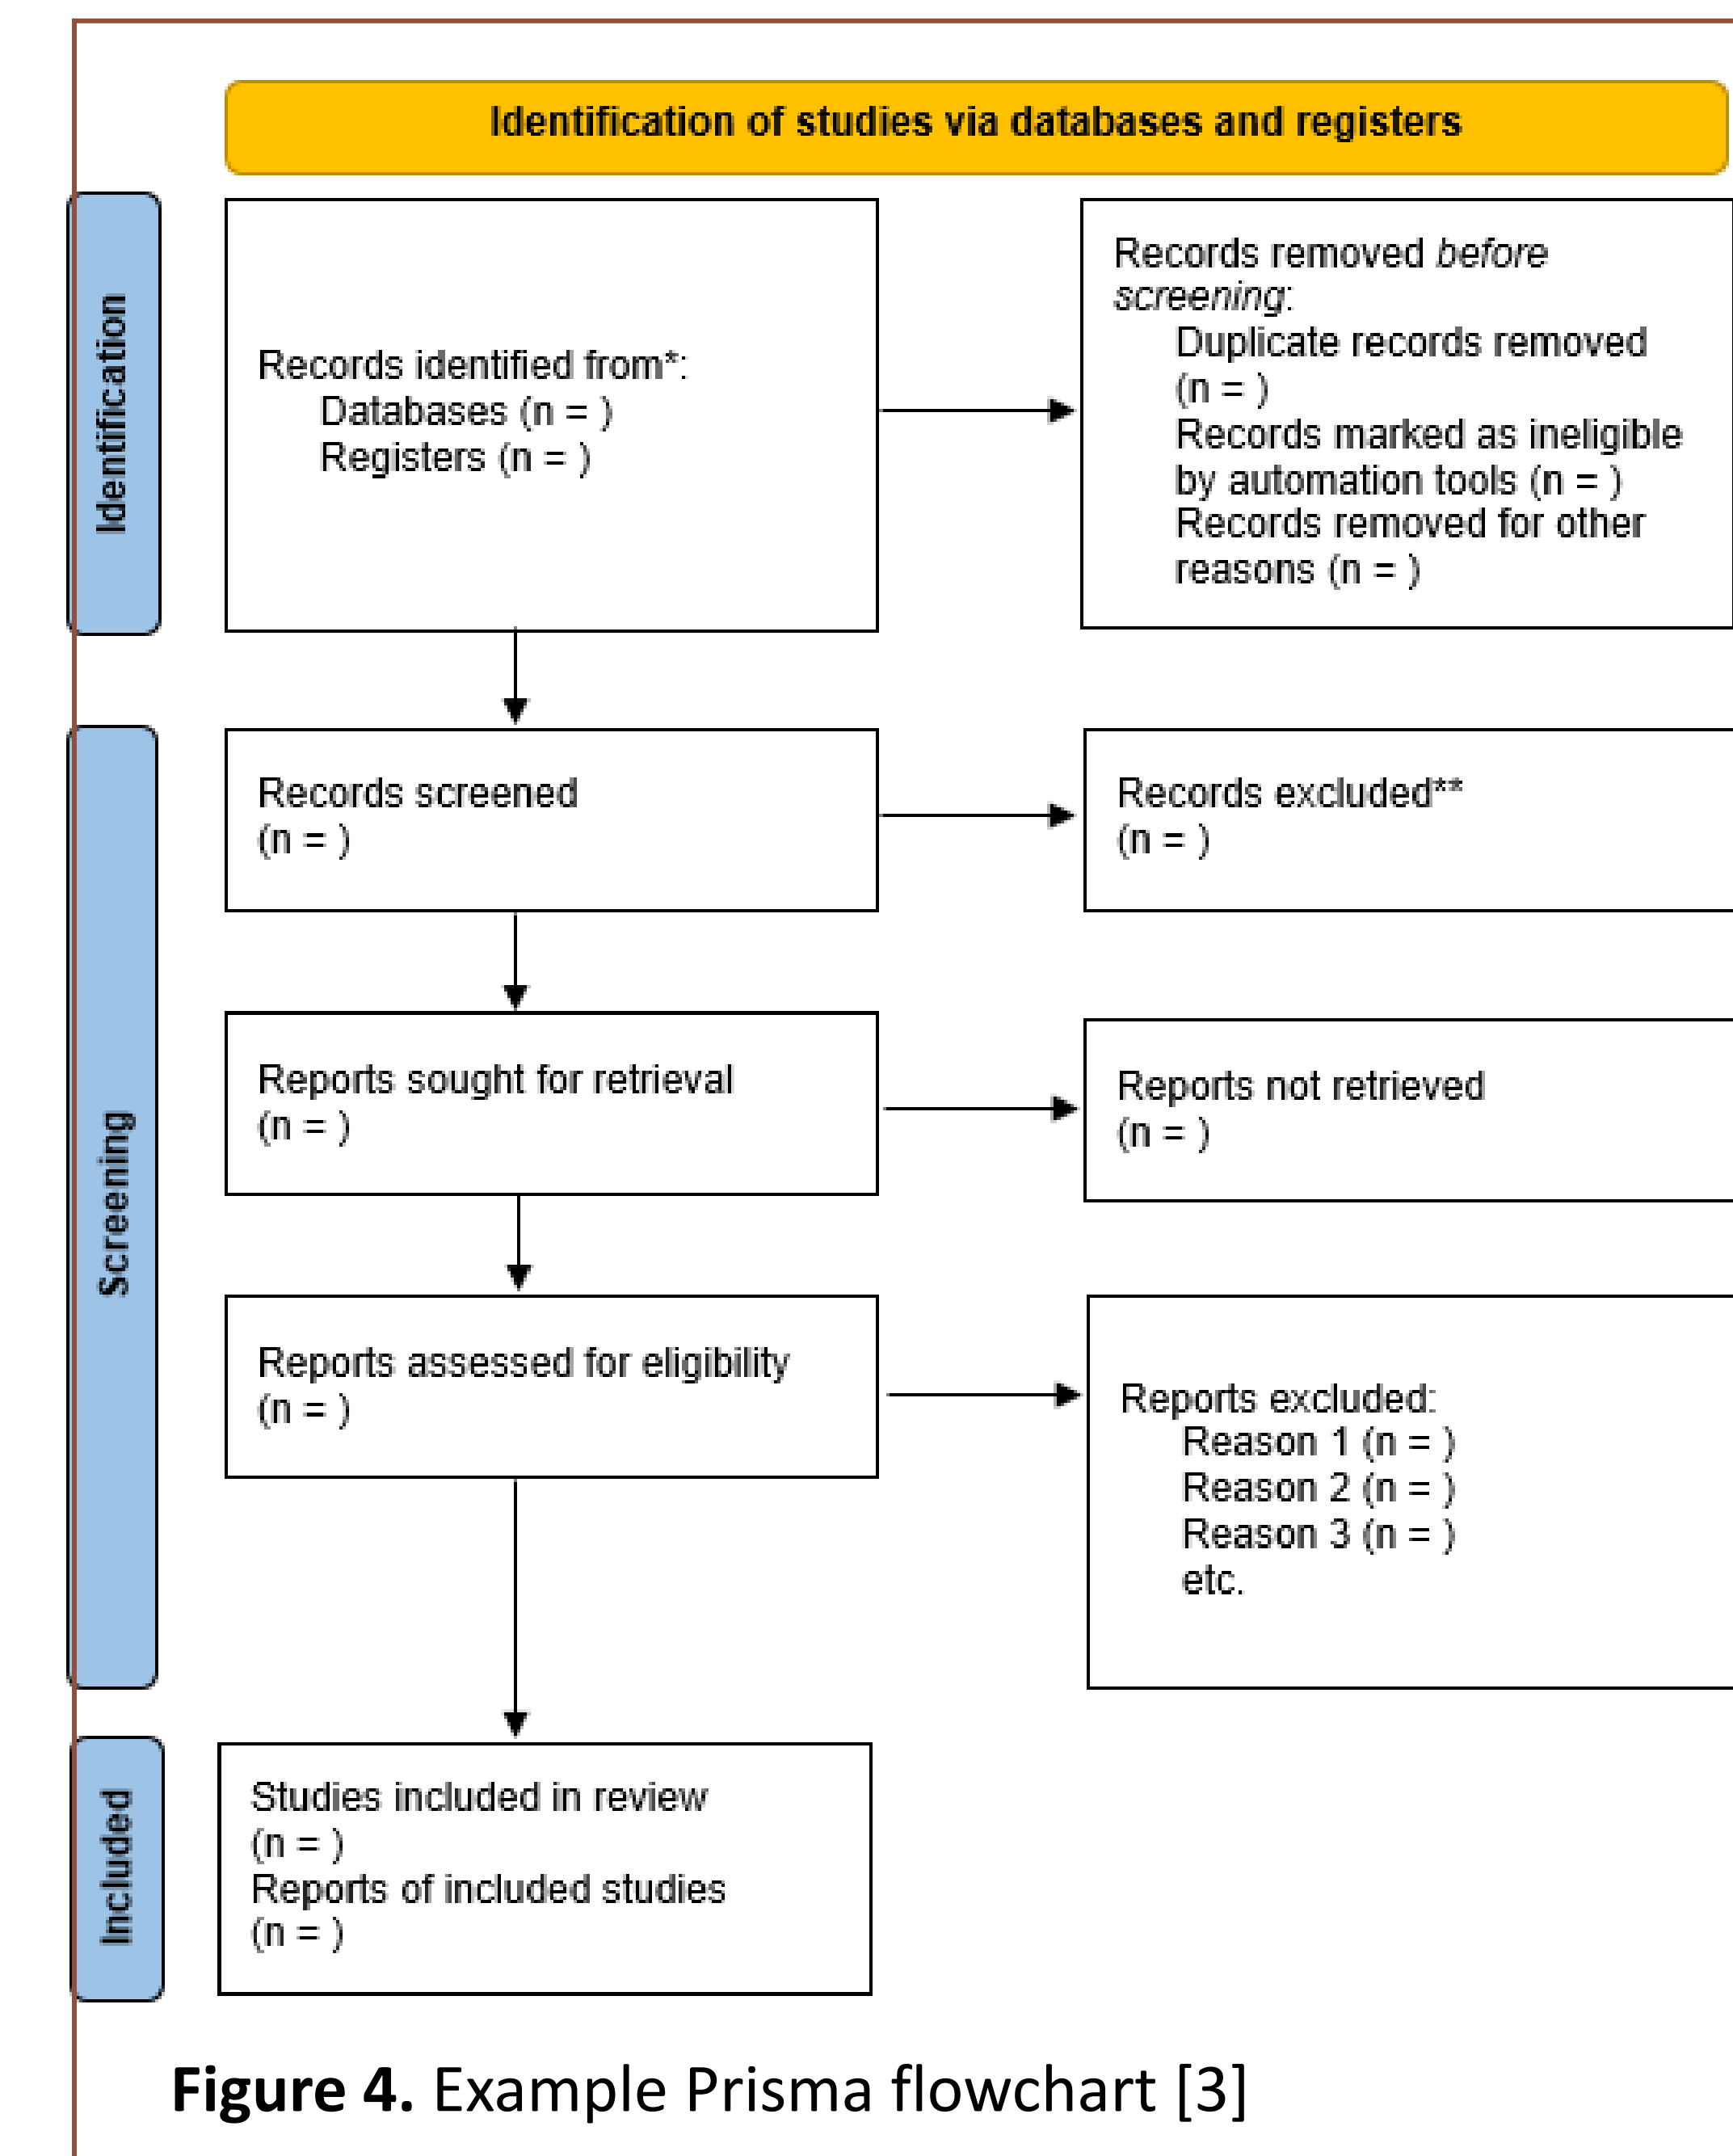 Identification of studies via databases and registers
Identification
Records identified from*:
Databases (n = )
Registers (n = )
Records removed before
screening:
Duplicate records removed
(n = )
Records marked as ineligible
by automation tools (n = )
Records removed for other
reasons (n = )
Screening
Records screened
(n = )
Records excluded**
(n = )
Reports sought for retrieval
(n = )
Reports not retrieved
(n = )
Reports assessed for eligibility
(n = )
Reports excluded:
Reason 1 (n = )
Reason 2 (n = )
Reason 3 (n = )
etc.
Included
Studies included in review
(n = )
Reports of included studies
(n = )
Figure 4. Example Prisma flowchart [3]